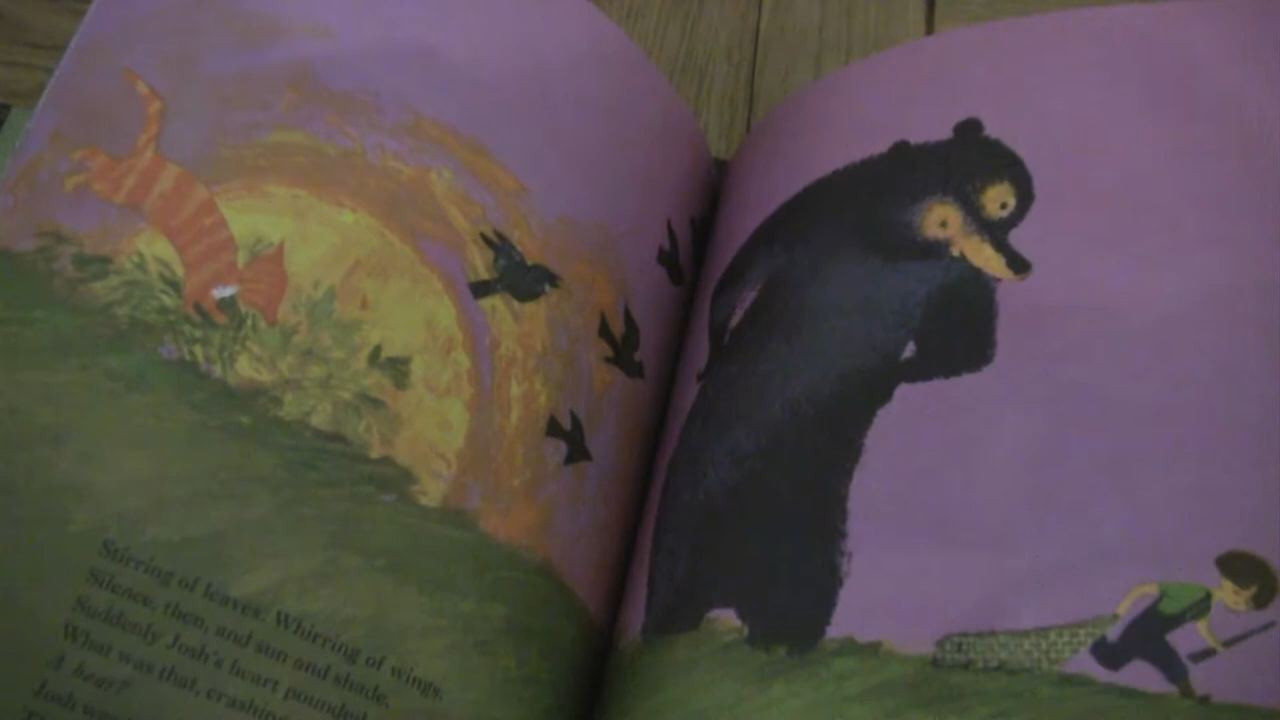 Stirring of leaves. Whirring of wings.
Silence, then, and sun and shade.
Suddenly Josh's heart pounded.
What was that, crashing
A bear?
Josh